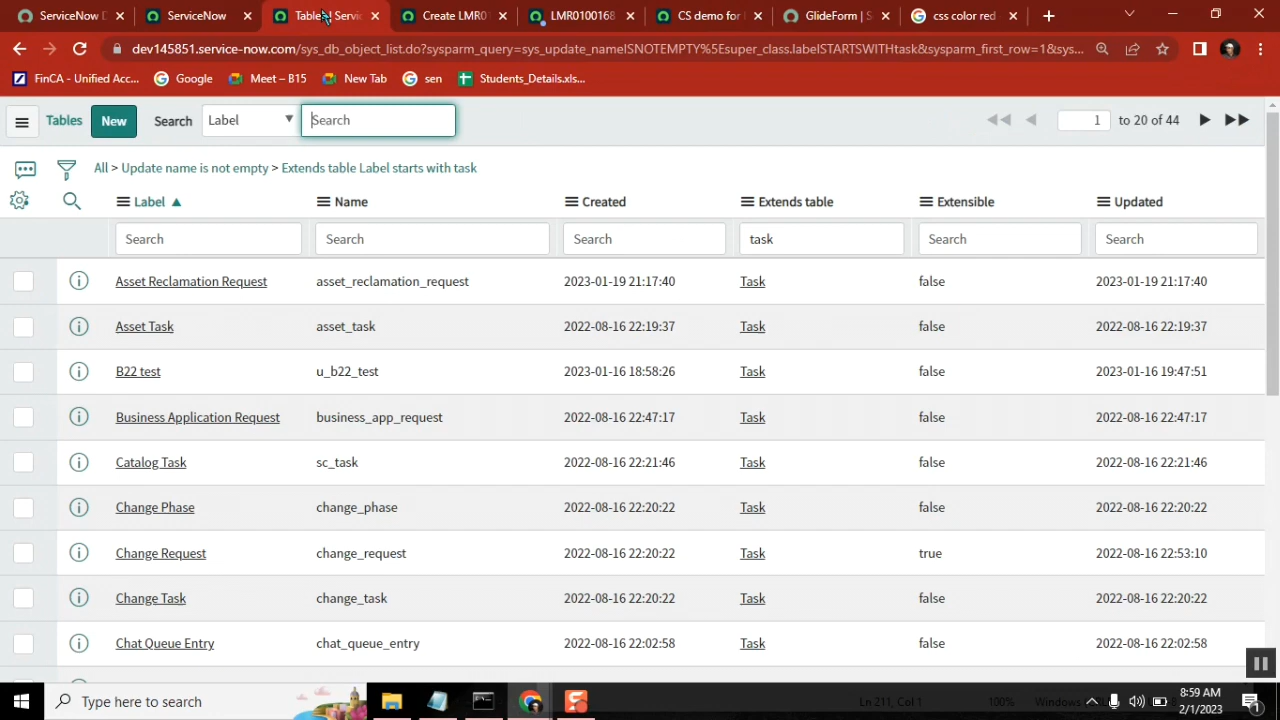 ServiceNow D
ServiceNow
Tables | Servi
Create LMR01
LMR0100168
CS demo for
GlideForm | S
css color red -
dev145851.service-now.com/sys_db_object_list.do?sysparm_query=sys_update_nameISNOTEMPTY%5Esuper_class.labelSTARTSWITHtask&sysparm_first_row=1&sys...
FinCA - Unified Acc...
Google
Meet – B15
New Tab
sen
Students_Details.xls...
Tables New Search Label Search 1 to 20 of 44
All > Update name is not empty > Extends table Label starts with task
Label Name Created Extends table Extensible Updated
Search Search Search task Search Search
Asset Reclamation Request asset_reclamation_request 2023-01-19 21:17:40 Task false 2023-01-19 21:17:40
Asset Task asset_task 2022-08-16 22:19:37 Task false 2022-08-16 22:19:37
B22 test u_b22_test 2023-01-16 18:58:26 Task false 2023-01-16 19:47:51
Business Application Request business_app_request 2022-08-16 22:47:17 Task false 2022-08-16 22:47:17
Catalog Task sc_task 2022-08-16 22:21:46 Task false 2022-08-16 22:21:46
Change Phase change_phase 2022-08-16 22:20:22 Task false 2022-08-16 22:20:22
Change Request change_request 2022-08-16 22:20:22 Task true 2022-08-16 22:53:10
Change Task change_task 2022-08-16 22:20:22 Task false 2022-08-16 22:20:22
Chat Queue Entry chat_queue_entry 2022-08-16 22:02:58 Task false 2022-08-16 22:02:58
Type here to search
Ln 211, Col 1 100% Windows
8:59 AM
2/1/2023
1